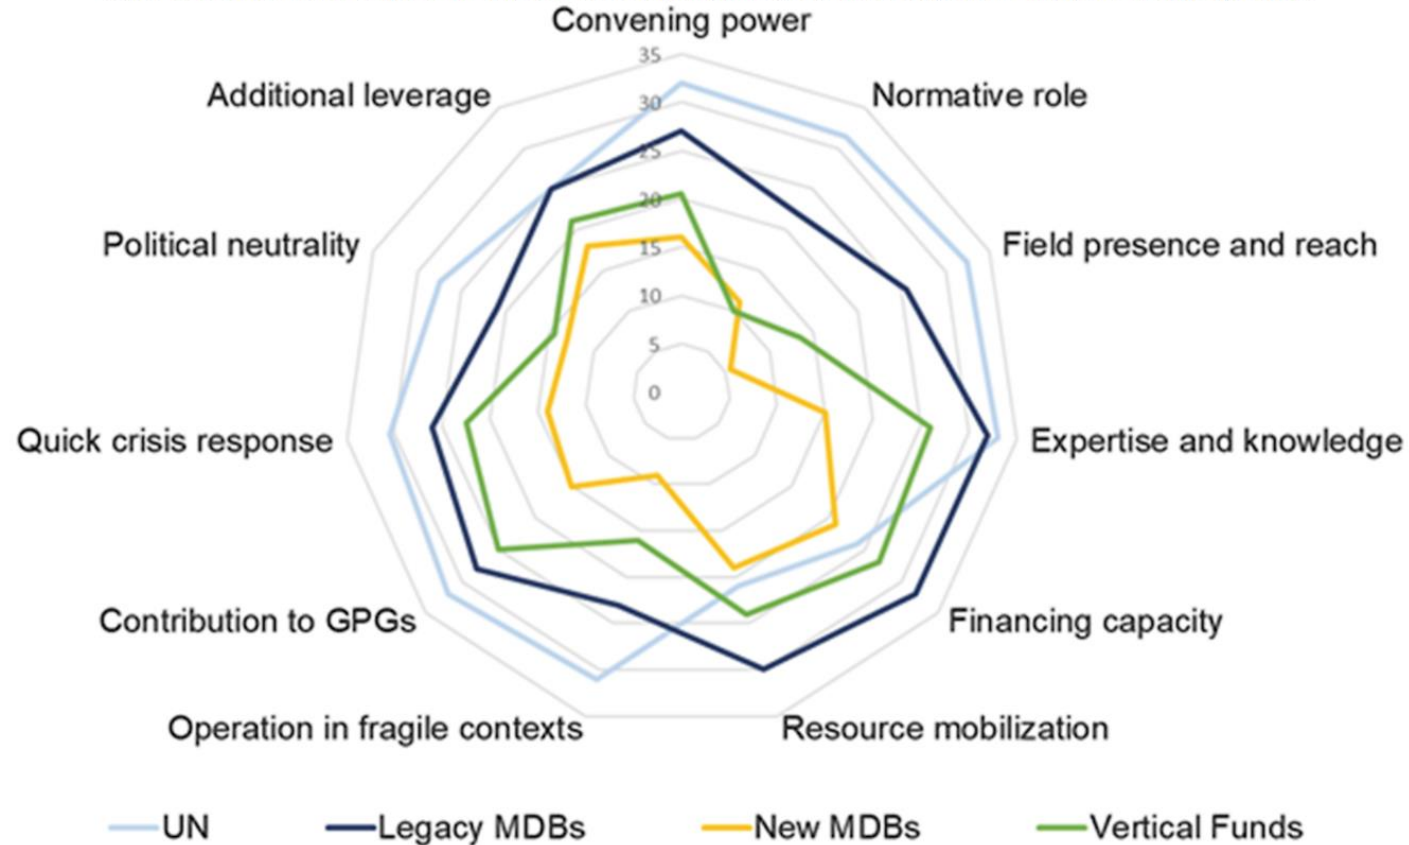 Convening power
35
Additional leverage
30
Normative role
25
20
Political neutrality
15
Field presence and reach
10
5
0
Quick crisis response
Expertise and knowledge
Contribution to GPGs
Financing capacity
Operation in fragile contexts
Resource mobilization
UN
Legacy MDBs
New MDBs
Vertical Funds